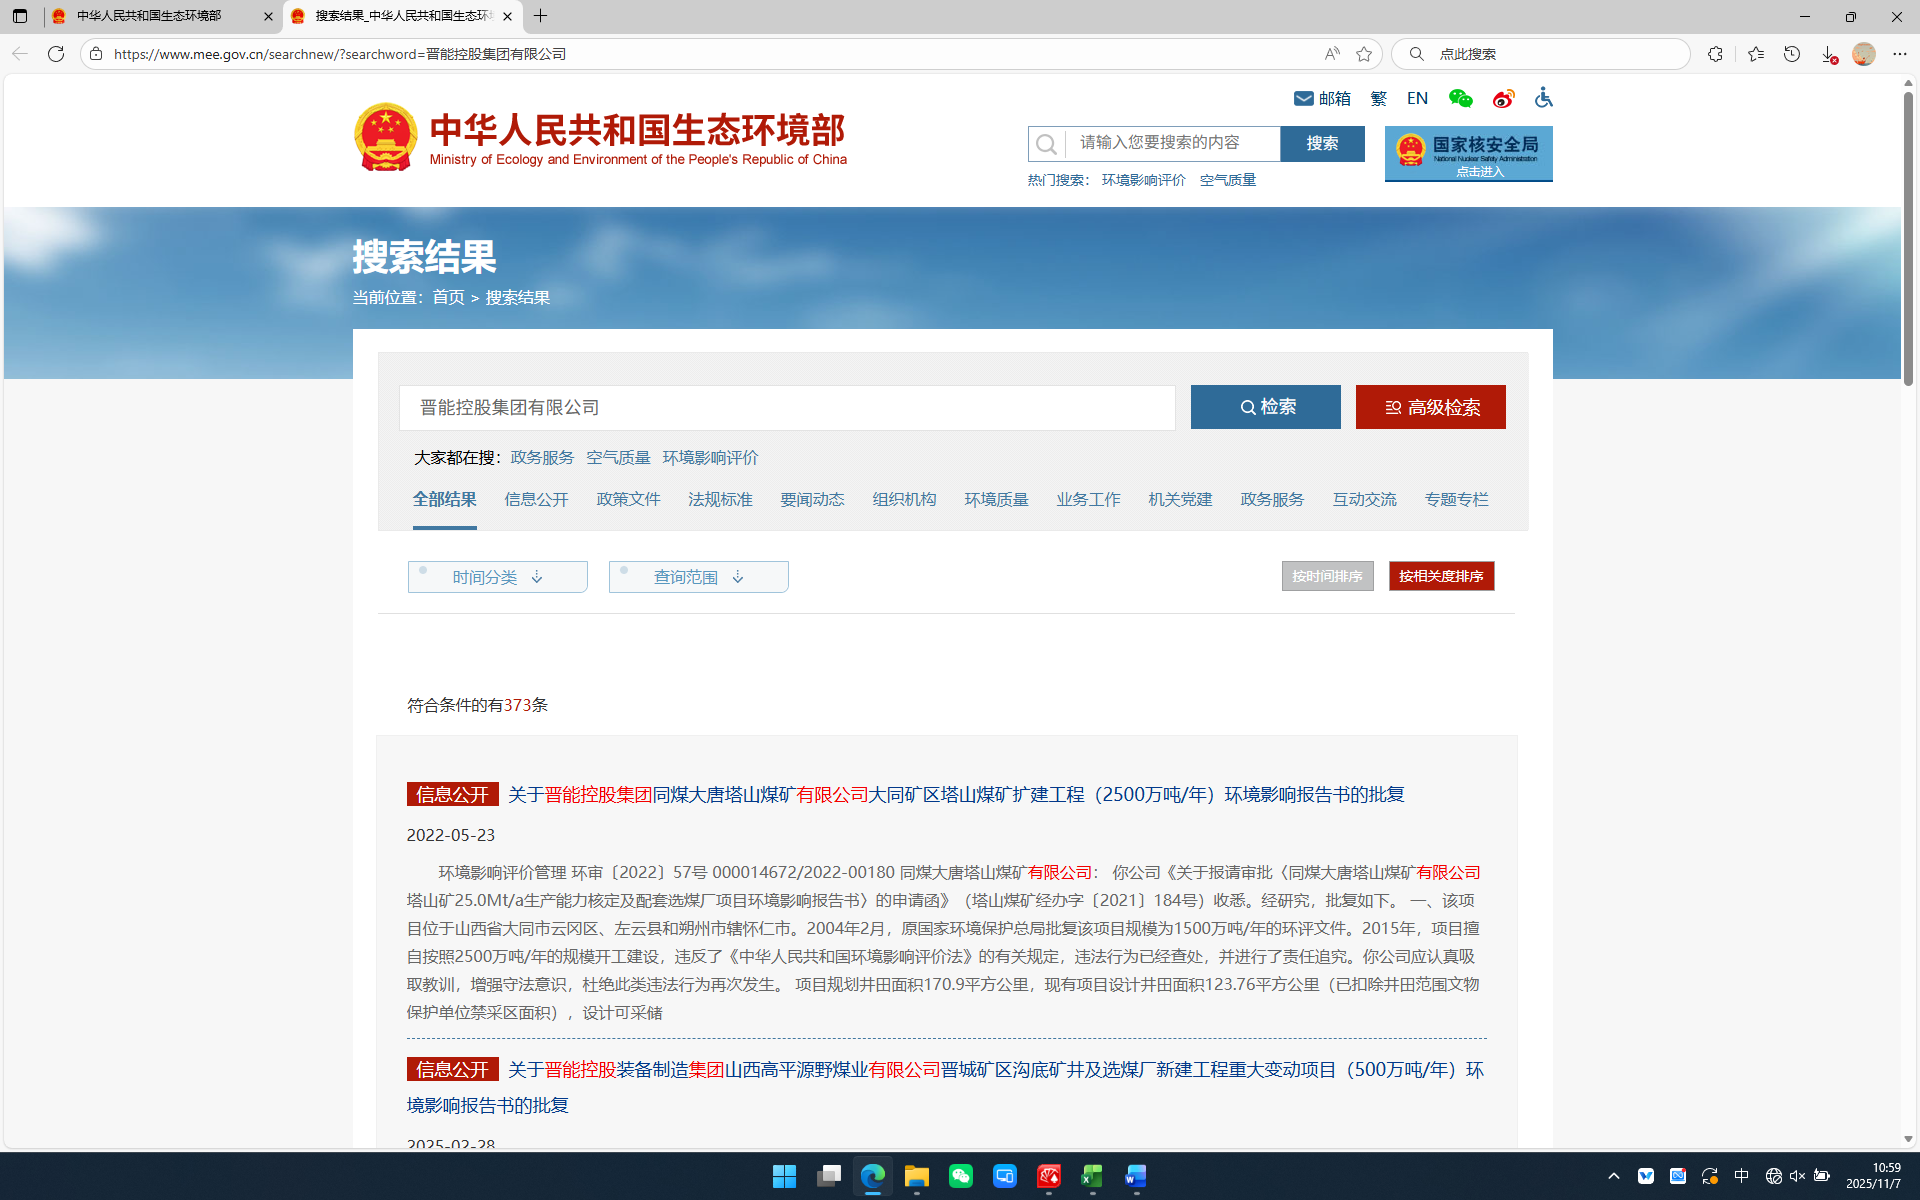 中华人民共和国生态环境部
搜索结果_中华人民共和国生态环境
https://www.mee.gov.cn/searchnew/?searchword=晋能控股集团有限公司
点此搜索
邮箱 繁 EN
中华人民共和国生态环境部
Ministry of Ecology and Environment of the People's Republic of China
请输入您要搜索的内容 搜索
国家核安全局
National Nuclear Safety Administration
点击进入
热门搜索： 环境影响评价 空气质量
搜索结果
当前位置：首页 > 搜索结果
晋能控股集团有限公司 检索 高级检索
大家都在搜：政务服务 空气质量 环境影响评价
全部结果 信息公开 政策文件 法规标准 要闻动态 组织机构 环境质量 业务工作 机关党建 政务服务 互动交流 专题专栏
时间分类 查询范围 按时间排序 按相关度排序
符合条件的有373条
信息公开 关于晋能控股集团同煤大唐塔山煤矿有限公司大同矿区塔山煤矿扩建工程（2500万吨/年）环境影响报告书的批复
2022-05-23
环境影响评价管理 环审〔2022〕57号 000014672/2022-00180 同煤大唐塔山煤矿有限公司： 你公司《关于报请审批〈同煤大唐塔山煤矿有限公司
塔山矿25.0Mt/a生产能力核定及配套选煤厂项目环境影响报告书〉的申请函》（塔山煤矿经办字〔2021〕184号）收悉。经研究，批复如下。 一、该项
目位于山西省大同市云冈区、左云县和朔州市辖怀仁市。2004年2月，原国家环境保护总局批复该项目规模为1500万吨/年的环评文件。2015年，项目擅
自按照2500万吨/年的规模开工建设，违反了《中华人民共和国环境影响评价法》的有关规定，违法行为已经查处，并进行了责任追究。你公司应认真吸
取教训，增强守法意识，杜绝此类违法行为再次发生。 项目规划井田面积170.9平方公里，现有项目设计井田面积123.76平方公里（已扣除井田范围文物
保护单位禁采区面积），设计可采储
信息公开 关于晋能控股装备制造集团山西高平源野煤业有限公司晋城矿区沟底矿井及选煤厂新建工程重大变动项目（500万吨/年）环
境影响报告书的批复
2025-02-28
中
10:59
2025/11/7